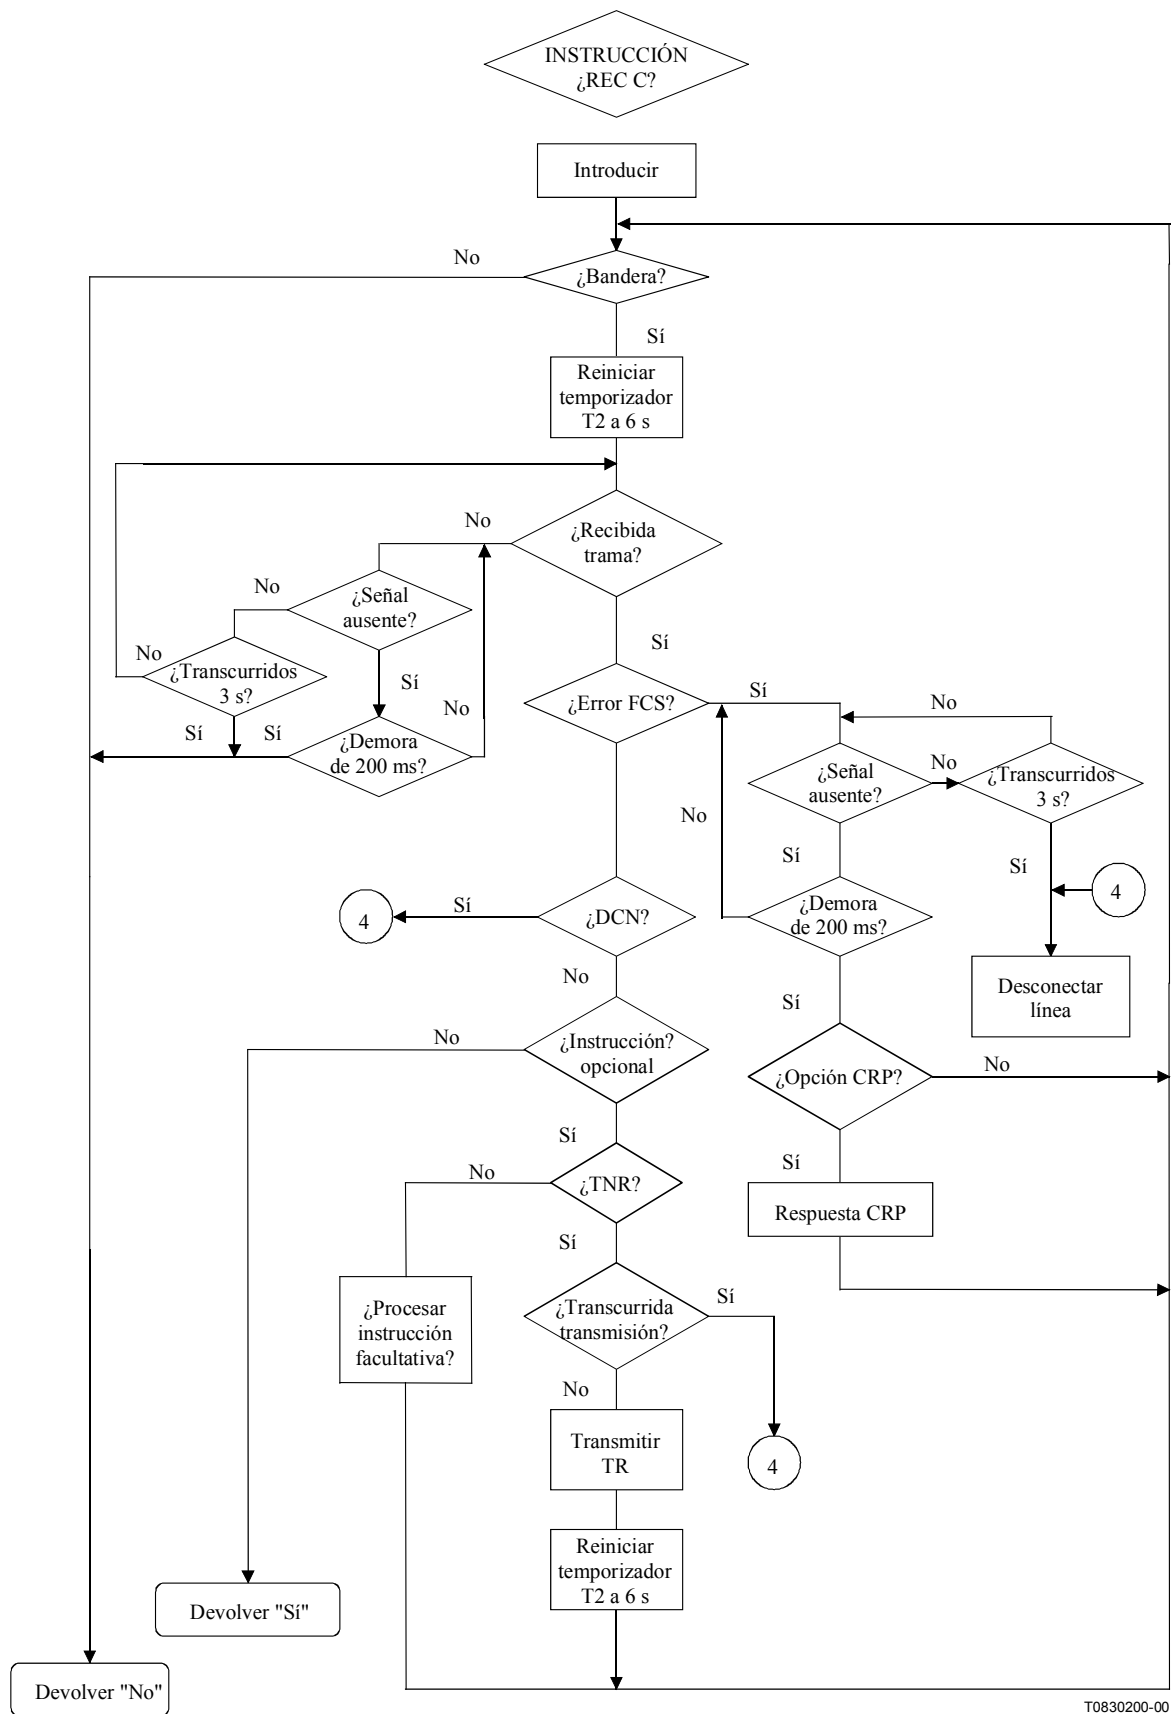 INSTRUCCIÓN
¿REC C?
Introducir
No
¿Bandera?
Sí
Reiniciar
temporizador
T2 a 6 s
No
¿Recibida
trama?
No
¿Señal
ausente?
Sí
No
¿Transcurridos
3 s?
Sí
No
¿Error FCS?
Sí
No
Sí
Sí
¿Demora
de 200 ms?
¿Señal
ausente?
No
¿Transcurridos
3 s?
No
Sí
Sí
4
Sí
¿DCN?
¿Demora
de 200 ms?
4
No
Sí
Desconectar
línea
No
¿Instrucción?
opcional
¿Opción CRP?
No
Sí
No
¿TNR?
Sí
Respuesta CRP
Sí
¿Procesar
instrucción
facultativa?
¿Transcurrida
transmisión?
Sí
No
Transmitir
TR
4
Reiniciar
temporizador
T2 a 6 s
Devolver "Sí"
Devolver "No"
T0830200-00